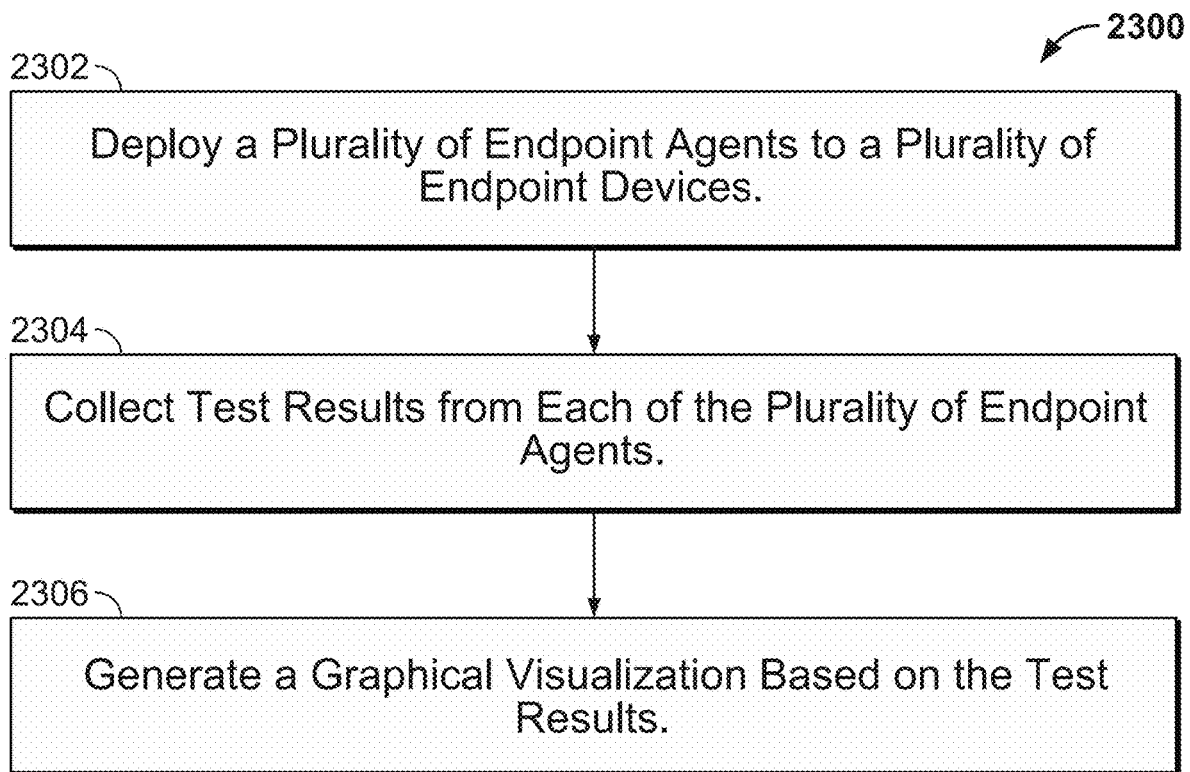 2300
2302
Deploy a Plurality of Endpoint Agents to a Plurality of
Endpoint Devices.
2304
Collect Test Results from Each of the Plurality of Endpoint
Agents.
2306
Generate a Graphical Visualization Based on the Test
Results.